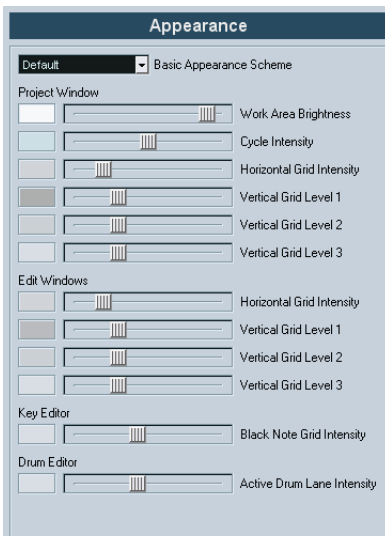 Appearance
Default Basic Appearance Scheme
Project Window
Work Area Brightness
Cycle Intensity
Horizontal Grid Intensity
Vertical Grid Level 1
Vertical Grid Level 2
Vertical Grid Level 3
Edit Windows
Horizontal Grid Intensity
Vertical Grid Level 1
Vertical Grid Level 2
Vertical Grid Level 3
Key Editor
Black Note Grid Intensity
Drum Editor
Active Drum Lane Intensity